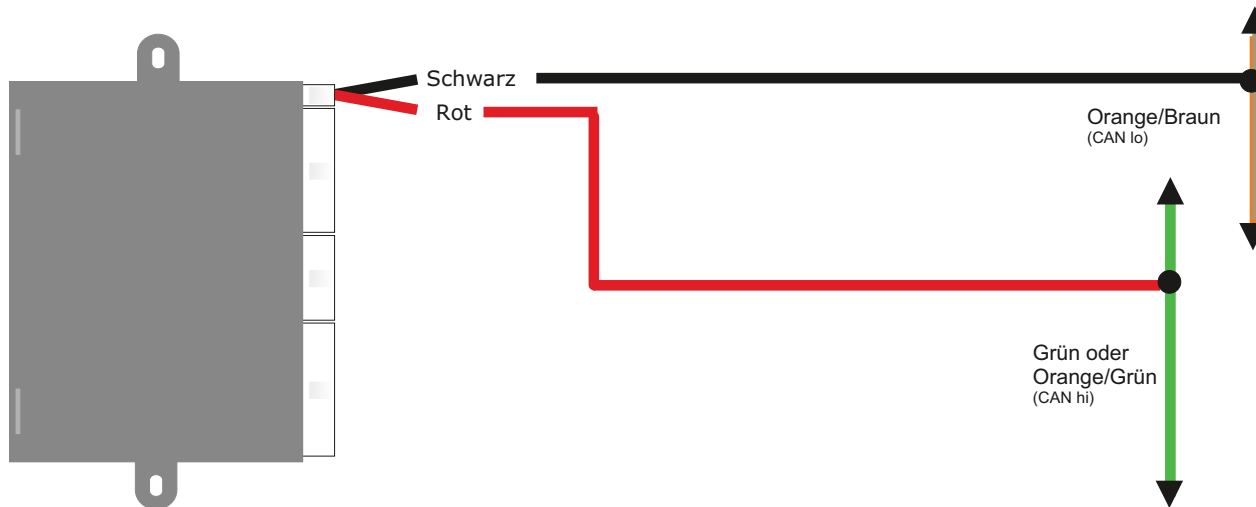 Schwarz
Rot
Orange/Braun
(CAN lo)
Grün oder
Orange/Grün
(CAN hi)